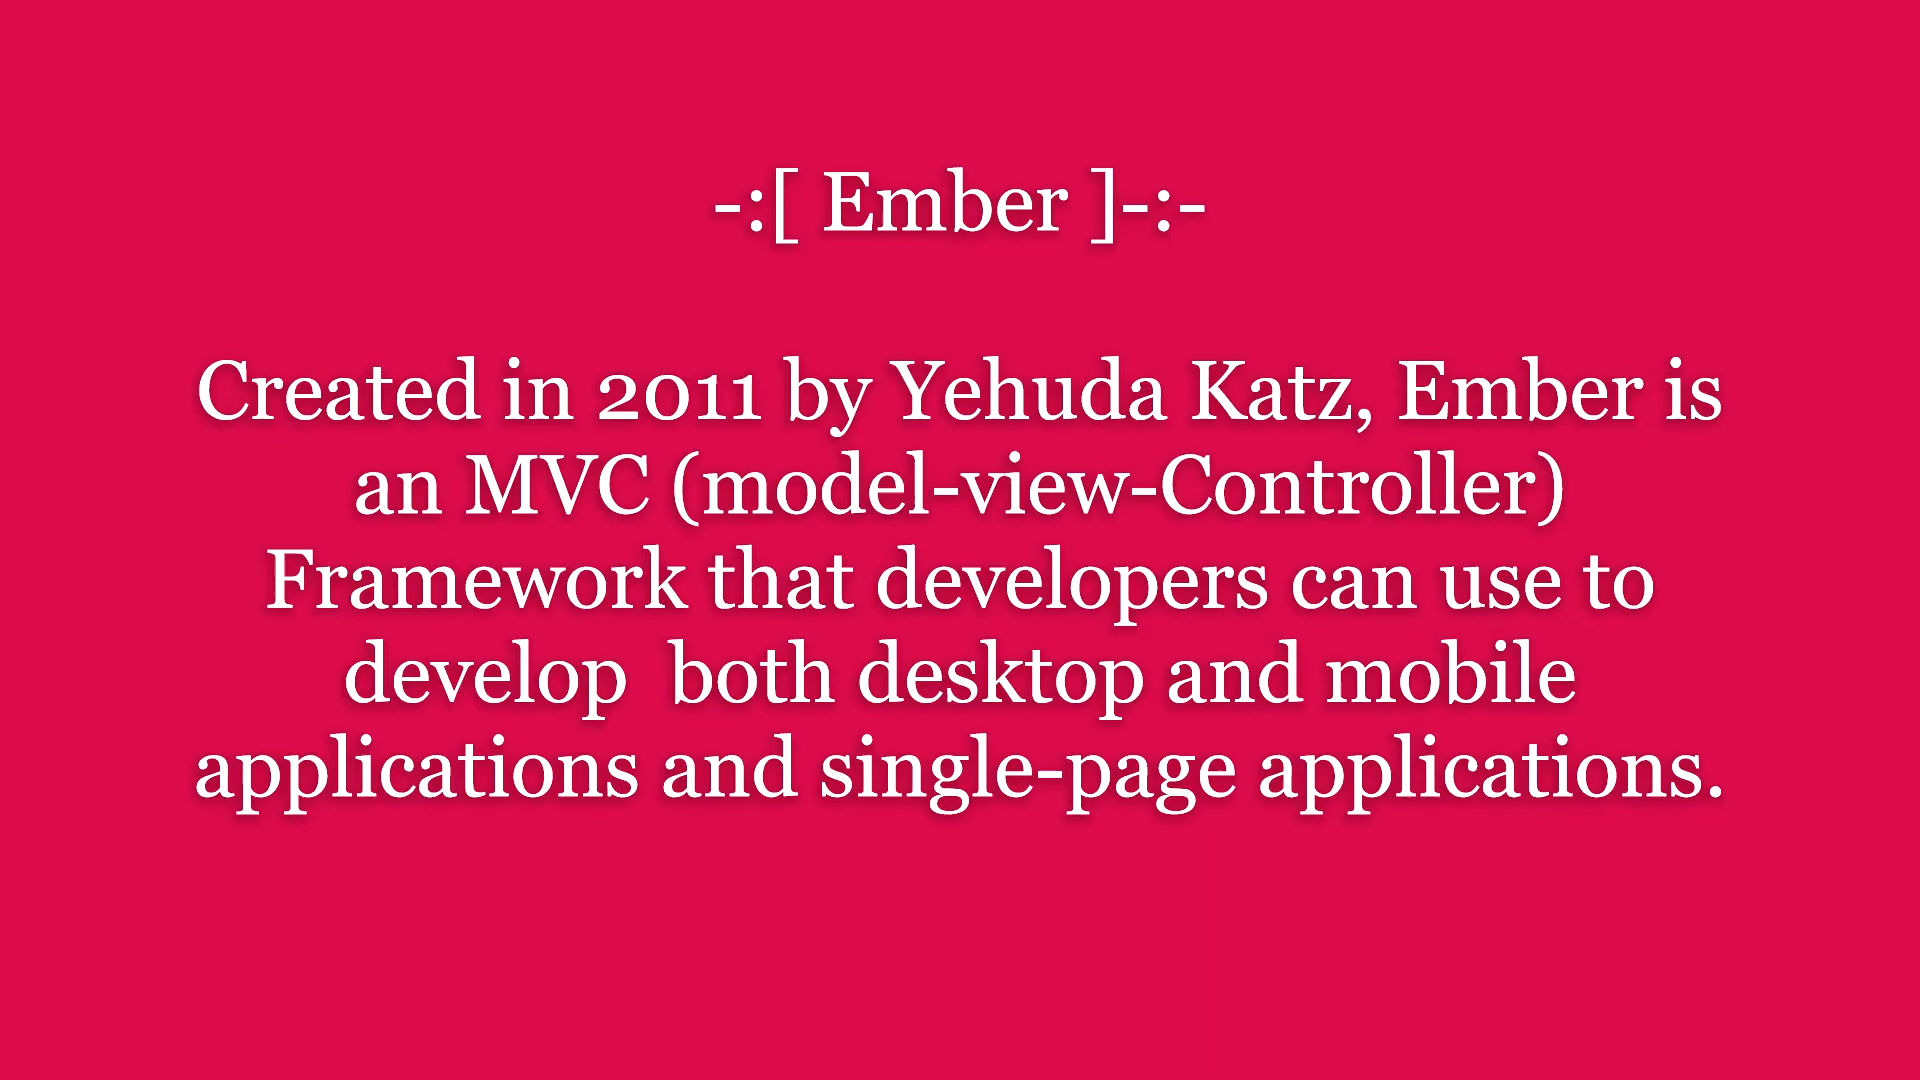 -:[ Ember ]-:-
Created in 2011 by Yehuda Katz, Ember is
an MVC (model-view-Controller)
Framework that developers can use to
develop  both desktop and mobile
applications and single-page applications.